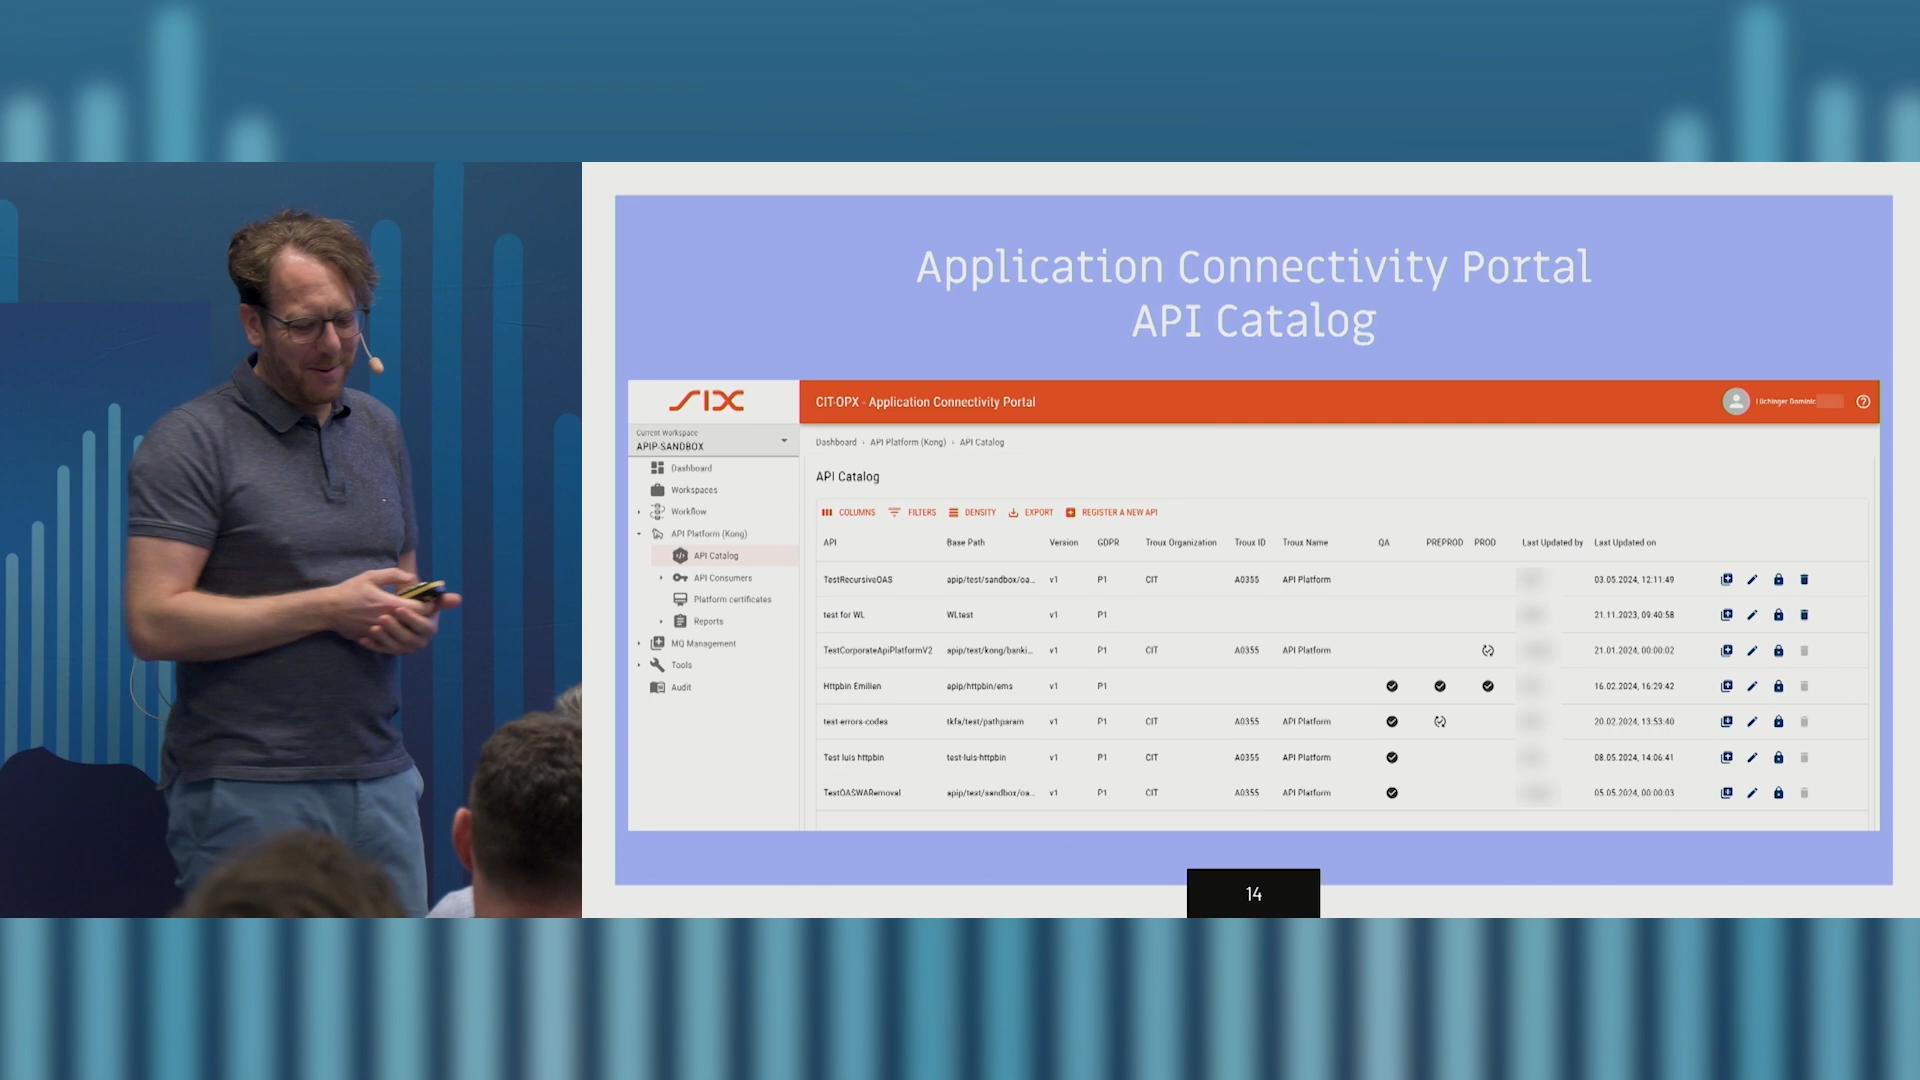 Application Connectivity Portal
API Catalog
SIX
CIT-OPX - Application Connectivity Portal
Dominic
Current Workspace
APIP-SANDBOX
Dashboard
Workspaces
Workflow
API Platform (Kong)
API Catalog
API Consumers
Platform certificates
Reports
MQ Management
Tools
Audit
Dashboard › API Platform (Kong) › API Catalog
API Catalog
COLUMNS FILTERS DENSITY EXPORT REGISTER A NEW API
API Base Path Version GDPR Troux Organization Troux ID Troux Name QA PREPROD PROD Last Updated by Last Updated on
TestRecursiveOAS apip/test/sandbox/oa... v1 P1 CIT A0355 API Platform 03.05.2024, 12:11:49
test for WL WLtest v1 P1 21.11.2023, 09:40:58
TestCorporateApiPlatformV2 apip/test/kong/banki... v1 P1 CIT A0355 API Platform 21.01.2024, 00:00:02
Httpbin Emilien apip/httpbin/ems v1 P1 16.02.2024, 16:29:42
test-errors-codes tkfa/test/pathparam v1 P1 CIT A0355 API Platform 20.02.2024, 13:53:40
Test luis httpbin test-luis-httpbin v1 P1 CIT A0355 API Platform 08.05.2024, 14:06:41
TestOASWARemoval apip/test/sandbox/oa... v1 P1 CIT A0355 API Platform 05.05.2024, 00:00:03
14